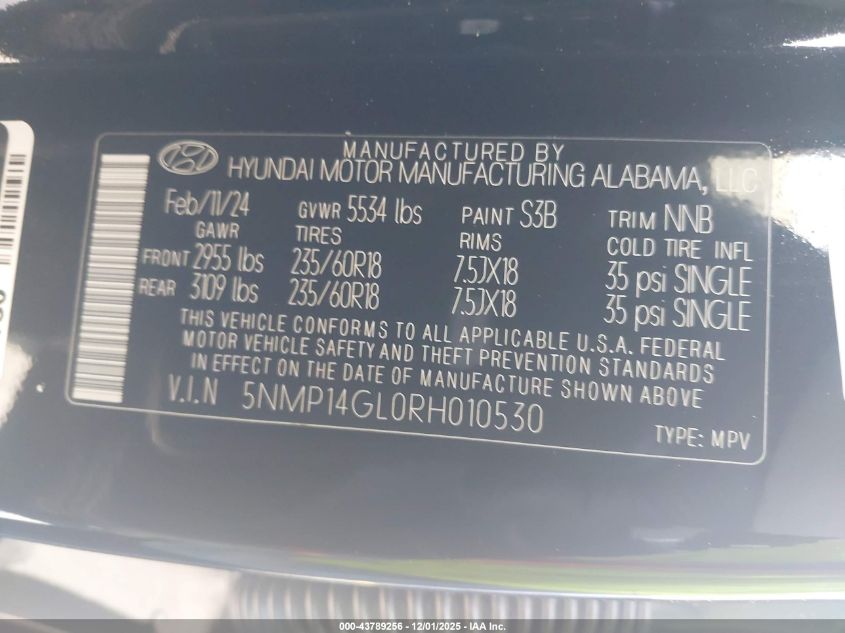 MANUFACTURED BY
HYUNDAI MOTOR MANUFACTURING ALABAMA, LLC
Feb/11/24 GVWR 5534 lbs PAINT S3B TRIM NNB
GAWR TIRES RIMS COLD TIRE INFL
FRONT 2955 lbs 235/60R18 7.5JX18 35 psi SINGLE
REAR 3109 lbs 235/60R18 7.5JX18 35 psi SINGLE
THIS VEHICLE CONFORMS TO ALL APPLICABLE U.S.A. FEDERAL
MOTOR VEHICLE SAFETY AND THEFT PREVENTION STANDARDS
IN EFFECT ON THE DATE OF MANUFACTURE SHOWN ABOVE
V.I.N 5NMP14GL0RH010530
TYPE: MPV
000-43789256 - 12/01/2025 - IAA Inc.